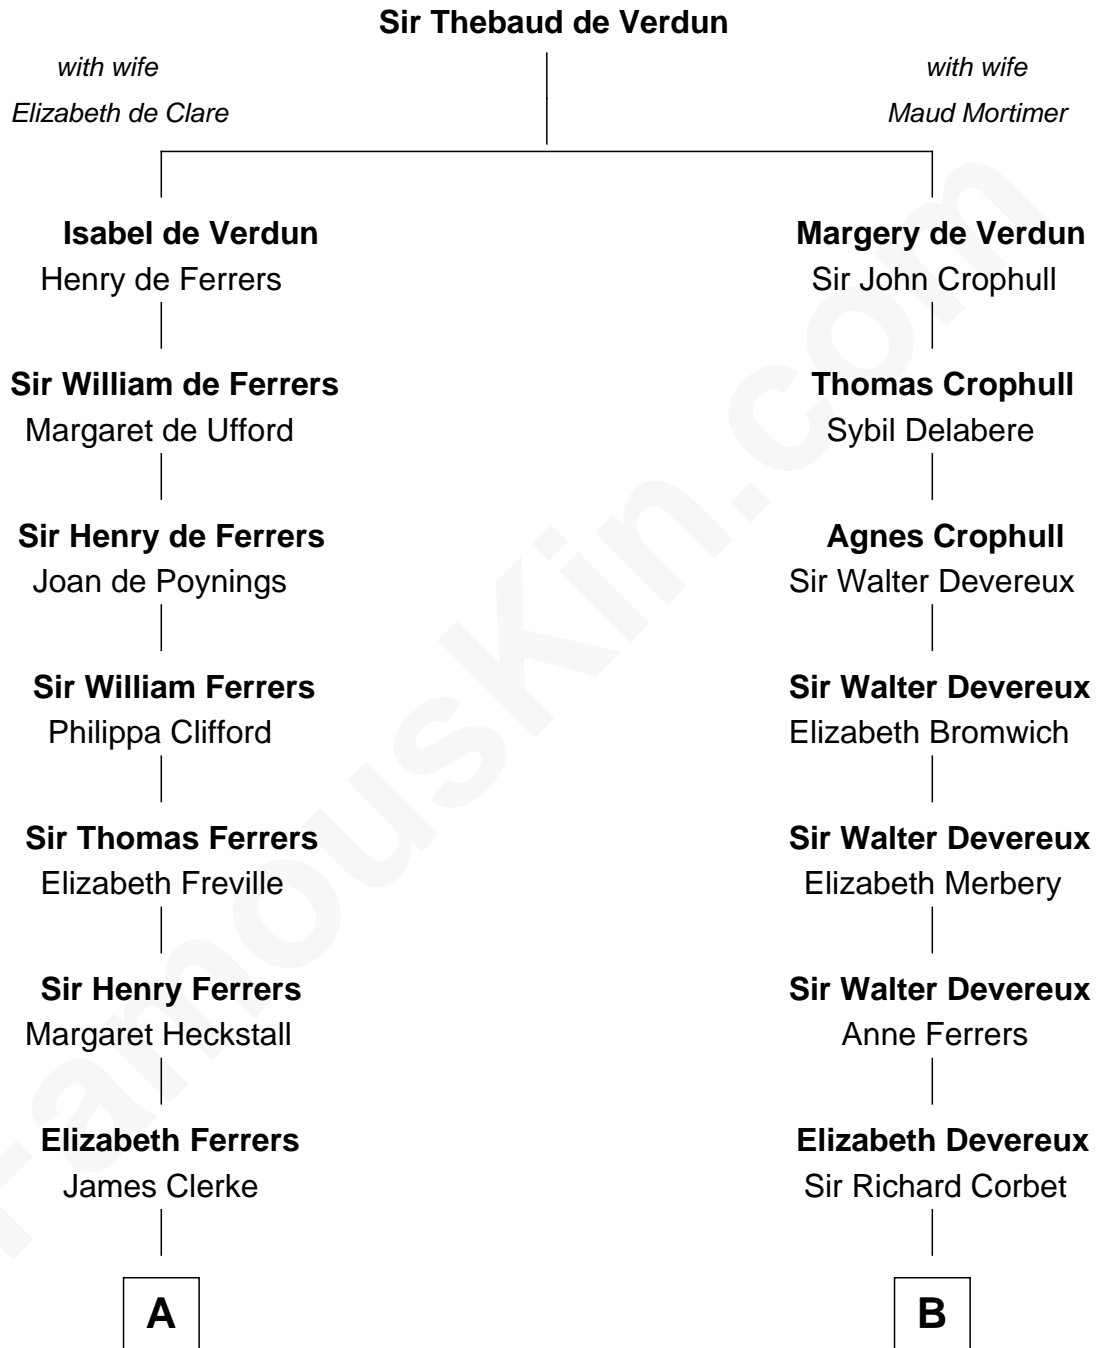 Sir Thebaud de Verdun
with wife
Elizabeth de Clare
with wife
Maud Mortimer
Isabel de Verdun
Henry de Ferrers
Margery de Verdun
Sir John Crophull
Sir William de Ferrers
Margaret de Ufford
Thomas Crophull
Sybil Delabere
Sir Henry de Ferrers
Joan de Poynings
Agnes Crophull
Sir Walter Devereux
Sir William Ferrers
Philippa Clifford
Sir Walter Devereux
Elizabeth Bromwich
Sir Thomas Ferrers
Elizabeth Freville
Sir Walter Devereux
Elizabeth Merbery
Sir Henry Ferrers
Margaret Heckstall
Sir Walter Devereux
Anne Ferrers
Elizabeth Ferrers
James Clerke
Elizabeth Devereux
Sir Richard Corbet
A
B
FamousKin.com